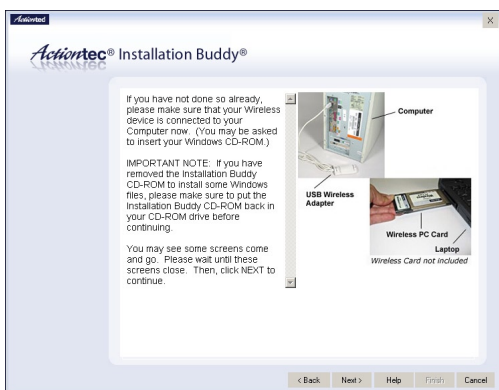 Actiontec
Actiontec® Installation Buddy®
If you have not done so already,
please make sure that your Wireless
device is connected to your
Computer now. (You may be asked
to insert your Windows CD-ROM.)
IMPORTANT NOTE: If you have
removed the Installation Buddy
CD-ROM to install some Windows
files, please make sure to put the
Installation Buddy CD-ROM back in
your CD-ROM drive before
continuing.
You may see some screens come
and go. Please wait until these
screens close. Then, click NEXT to
continue.
Computer
USB Wireless
Adapter
Wireless PC Card
Laptop
Wireless Card not included
< Back Next > Help Finish Cancel